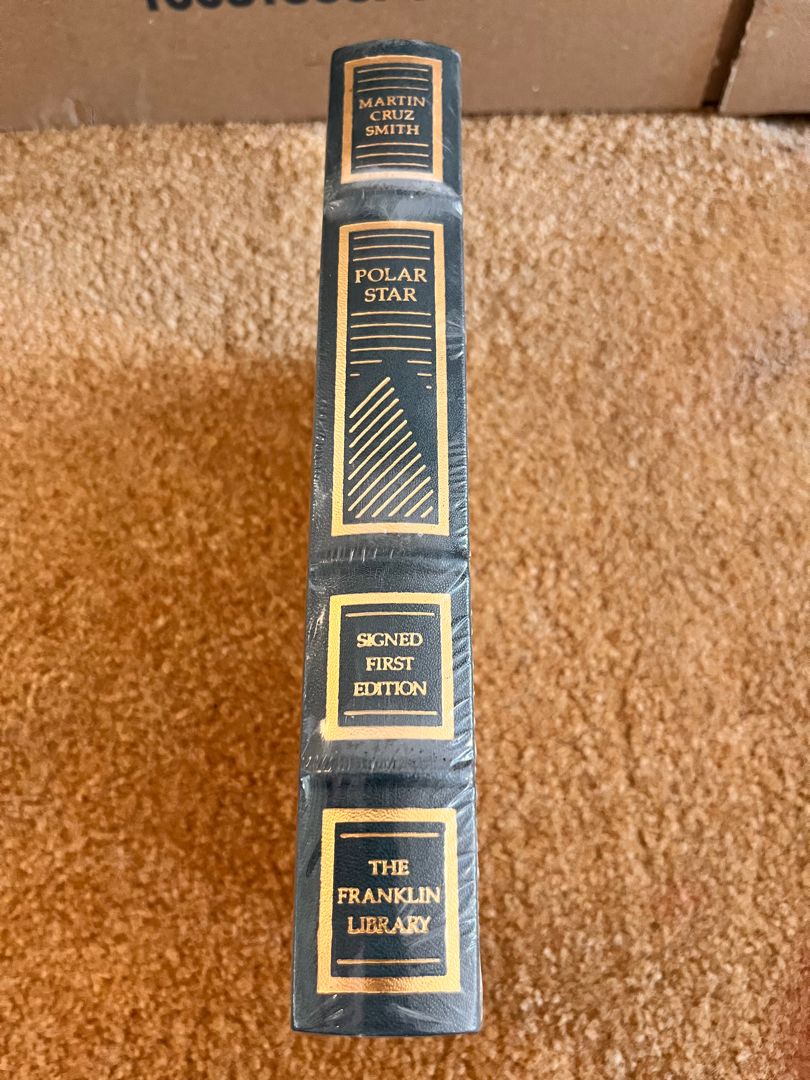 MARTIN
CRUZ
SMITH
POLAR
STAR
SIGNED
FIRST
EDITION
THE
FRANKLIN
LIBRARY